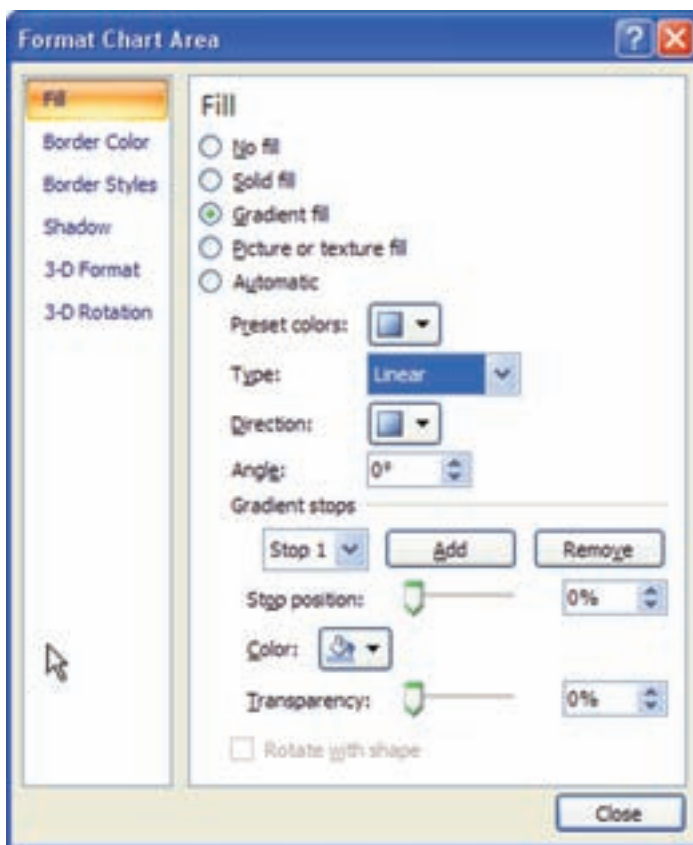 Format Chart Area
Fill
Border Color
Border Styles
Shadow
3-D Format
3-D Rotation
Fill
No fill
Solid fill
Gradient fill
Picture or texture fill
Automatic
Preset colors:
Type: Linear
Direction:
Angle: 0°
Gradient stops
Stop 1 Add Remove
Stop position: 0%
Color:
Transparency: 0%
Rotate with shape
Close